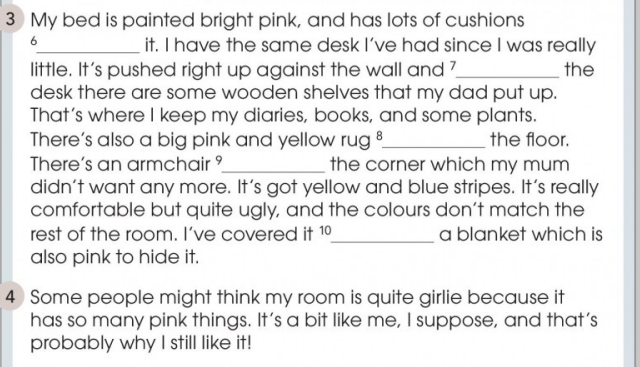 3 My bed is painted bright pink, and has lots of cushions
6____________ it. I have the same desk I've had since I was really
little. It's pushed right up against the wall and 7____________ the
desk there are some wooden shelves that my dad put up.
That's where I keep my diaries, books, and some plants.
There's also a big pink and yellow rug 8____________ the floor.
There's an armchair 9____________ the corner which my mum
didn't want any more. It's got yellow and blue stripes. It's really
comfortable but quite ugly, and the colours don't match the
rest of the room. I've covered it 10____________ a blanket which is
also pink to hide it.
4 Some people might think my room is quite girlie because it
has so many pink things. It's a bit like me, I suppose, and that's
probably why I still like it!